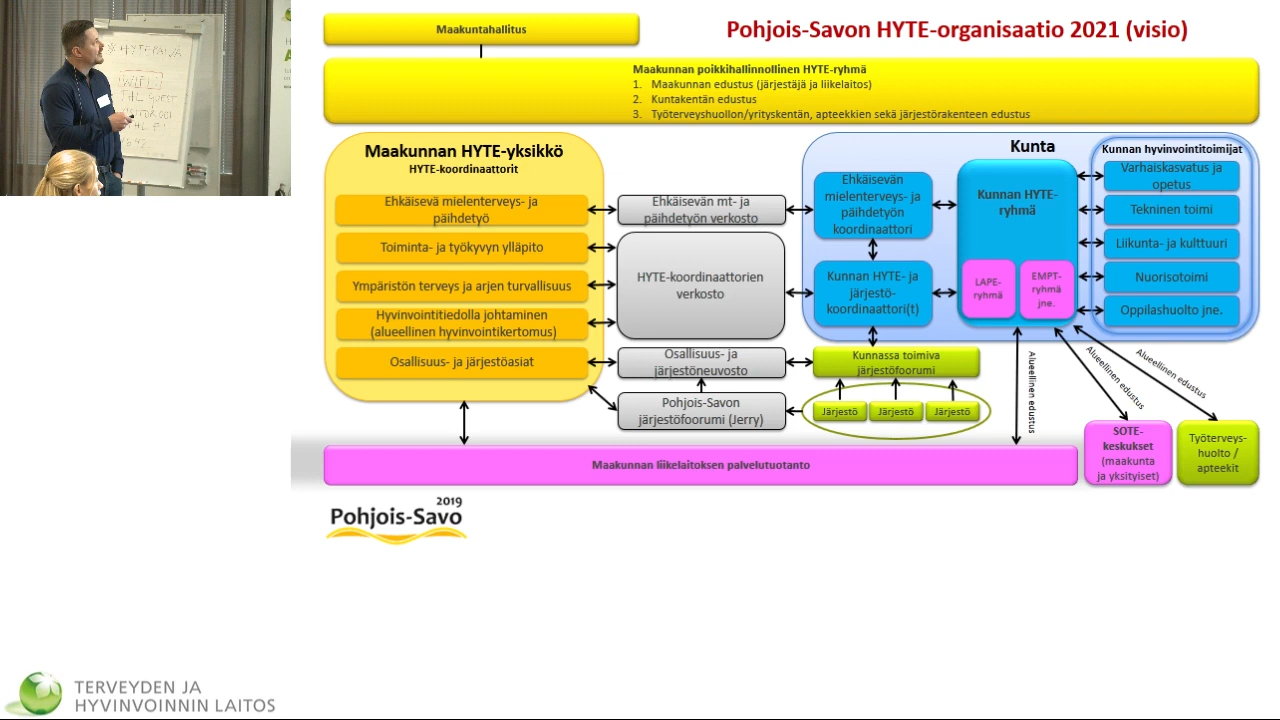 HYTEPÄIVÄ
WIFI
THL GUEST
Maakuntahallitus
Pohjois-Savon HYTE-organisaatio 2021 (visio)
Maakunnan poikkihallinnollinen HYTE-ryhmä
1. Maakunnan edustus (järjestäjä ja liikelaitos)
2. Kuntakentän edustus
3. Työterveyshuollon/yrityskentän, apteekkien sekä järjestörakenteen edustus
Maakunnan HYTE-yksikkö
HYTE-koordinaattorit
Ehkäisevä mielenterveys- ja
päihdetyö
Toiminta- ja työkyvyn ylläpito
Ympäristön terveys ja arjen turvallisuus
Hyvinvointitiedolla johtaminen
(alueellinen hyvinvointikertomus)
Osallisuus- ja järjestöasiat
Ehkäisevän mt- ja
päihdetyön verkosto
HYTE-koordinaattorien
verkosto
Osallisuus- ja
järjestöneuvosto
Pohjois-Savon
järjestöfoorumi (Jerry)
Kunta
Ehkäisevän
mielenterveys- ja
päihdetyön
koordinaattori
Kunnan HYTE- ja
järjestö-
koordinaattori(t)
Kunnassa toimiva
järjestöfoorumi
Järjestö
Järjestö
Järjestö
Kunnan HYTE-
ryhmä
LAPE-
ryhmä
EMPT-
ryhmä
jne.
Kunnan hyvinvointitoimijat
Varhaiskasvatus ja
opetus
Tekninen toimi
Liikunta- ja kulttuuri
Nuorisotoimi
Oppilashuolto jne.
Alueellinen edustus
Alueellinen edustus
Alueellinen edustus
Maakunnan liikelaitoksen palvelutuotanto
SOTE-
keskukset
(maakunta
ja yksityiset)
Työterveys-
huolto /
apteekit
2019
Pohjois-Savo
TERVEYDEN JA
HYVINVOINNIN LAITOS